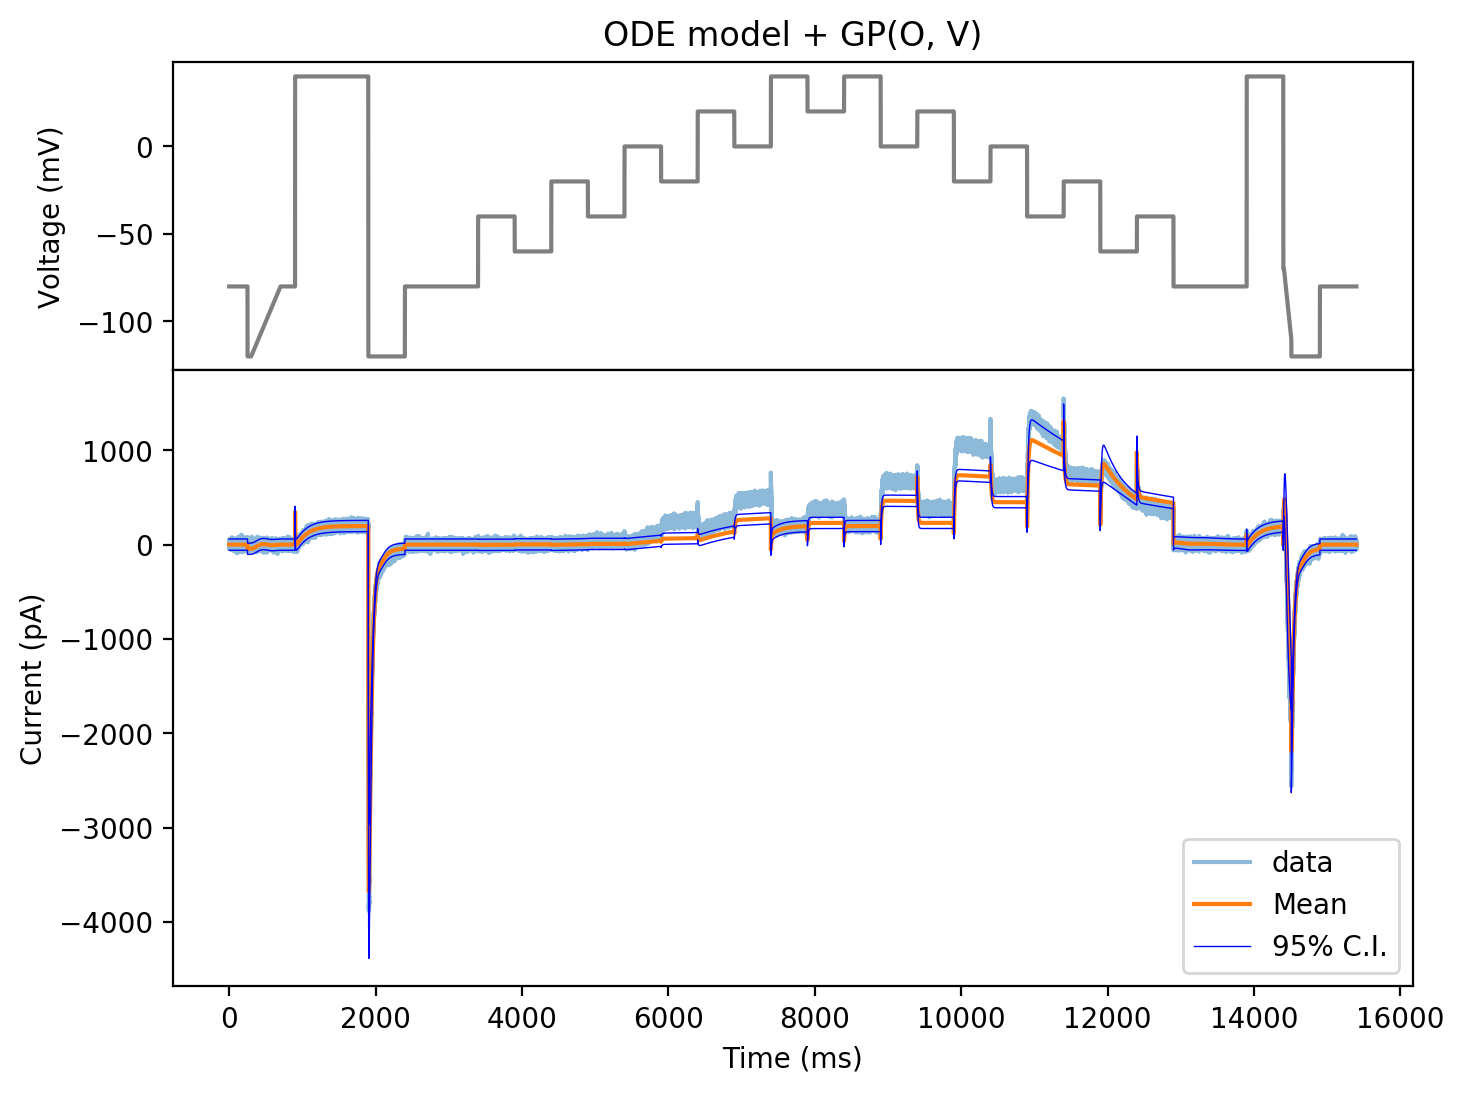 ODE model + GP(O, V)
Voltage (mV)
0
−50
−100
Current (pA)
1000
0
−1000
−2000
−3000
−4000
data
Mean
95% C.I.
0 2000 4000 6000 8000 10000 12000 14000 16000
Time (ms)